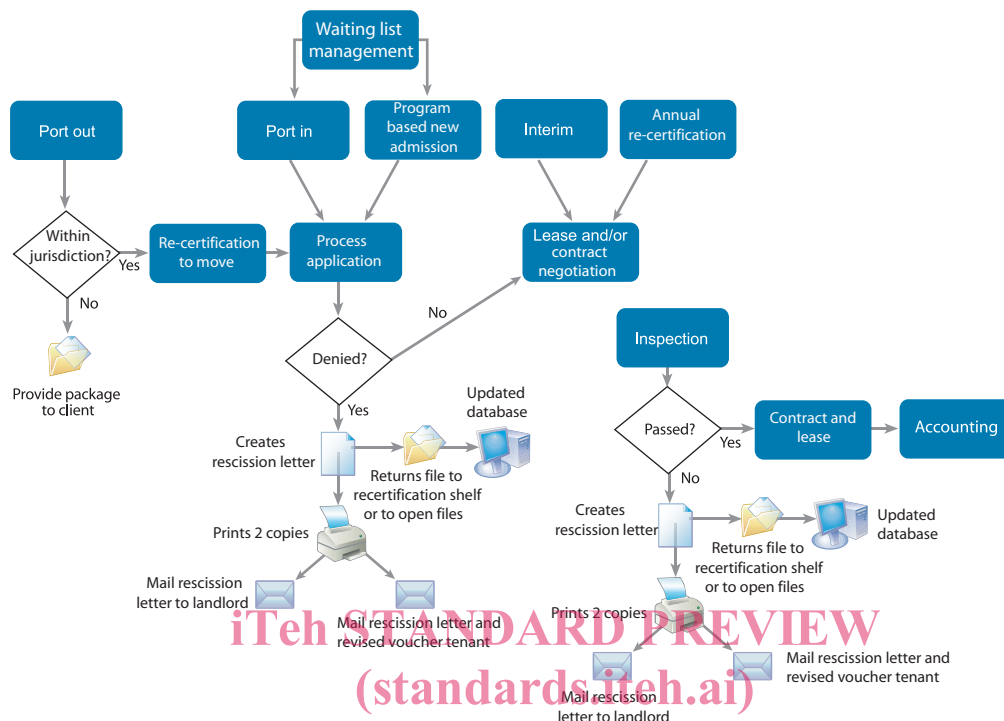 Waiting list
management
Port out
Port in
Program
based new
admission
Interim
Annual
re-certification
Within
jurisdiction?
Yes
Re-certification
to move
Process
application
Lease and/or
contract
negotiation
No
No
Provide package
to client
Denied?
Yes
Inspection
Creates
rescission letter
Updated
database
Returns file to
recertification shelf
or to open files
Passed?
Yes
Contract and
lease
Accounting
No
Prints 2 copies
Mail rescission
letter to landlord
Mail rescission letter and
revised voucher tenant
Creates
rescission letter
Updated
database
Returns file to
recertification shelf
or to open files
Prints 2 copies
Mail rescission
letter to landlord
Mail rescission letter and
revised voucher tenant
iTeh STANDARD PREVIEW
(standards.iteh.ai)